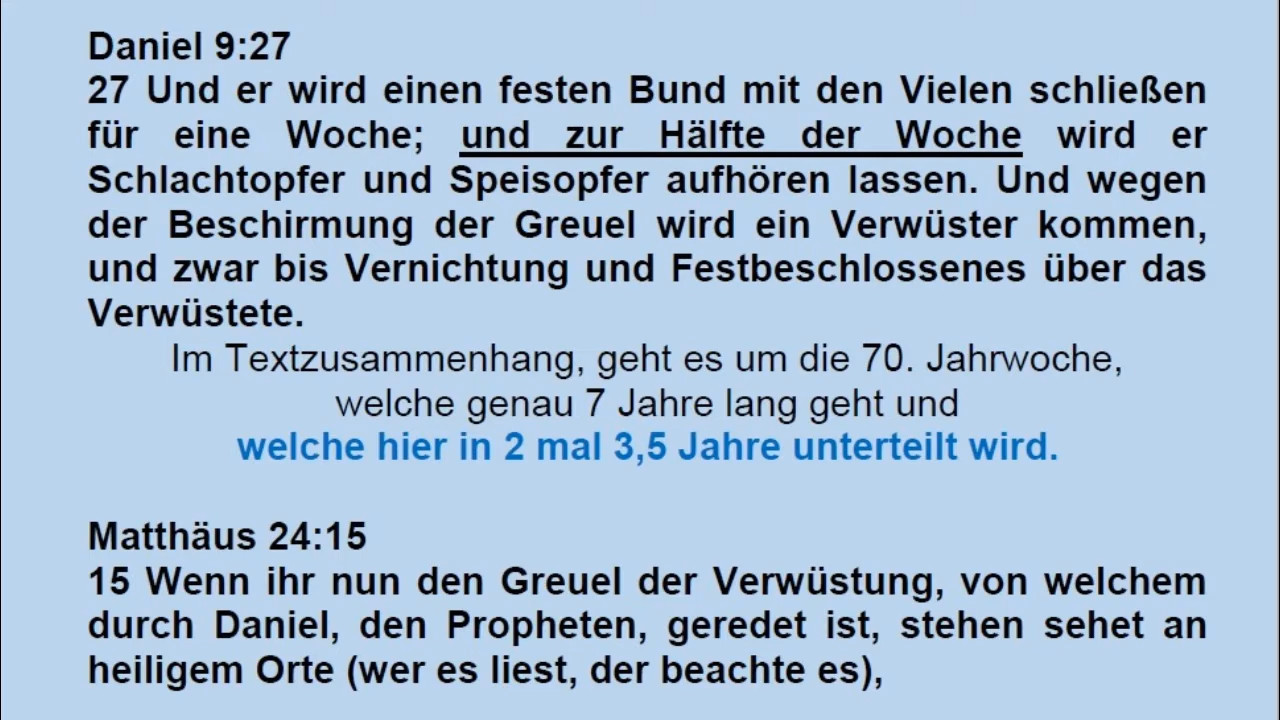 Daniel 9:27
27 Und er wird einen festen Bund mit den Vielen schließen
für eine Woche; und zur Hälfte der Woche wird er
Schlachtopfer und Speisopfer aufhören lassen. Und wegen
der Beschirmung der Greuel wird ein Verwüster kommen,
und zwar bis Vernichtung und Festbeschlossenes über das
Verwüstete.
Im Textzusammenhang, geht es um die 70. Jahrwoche,
welche genau 7 Jahre lang geht und
welche hier in 2 mal 3,5 Jahre unterteilt wird.
Matthäus 24:15
15 Wenn ihr nun den Greuel der Verwüstung, von welchem
durch Daniel, den Propheten, geredet ist, stehen sehet an
heiligem Orte (wer es liest, der beachte es),